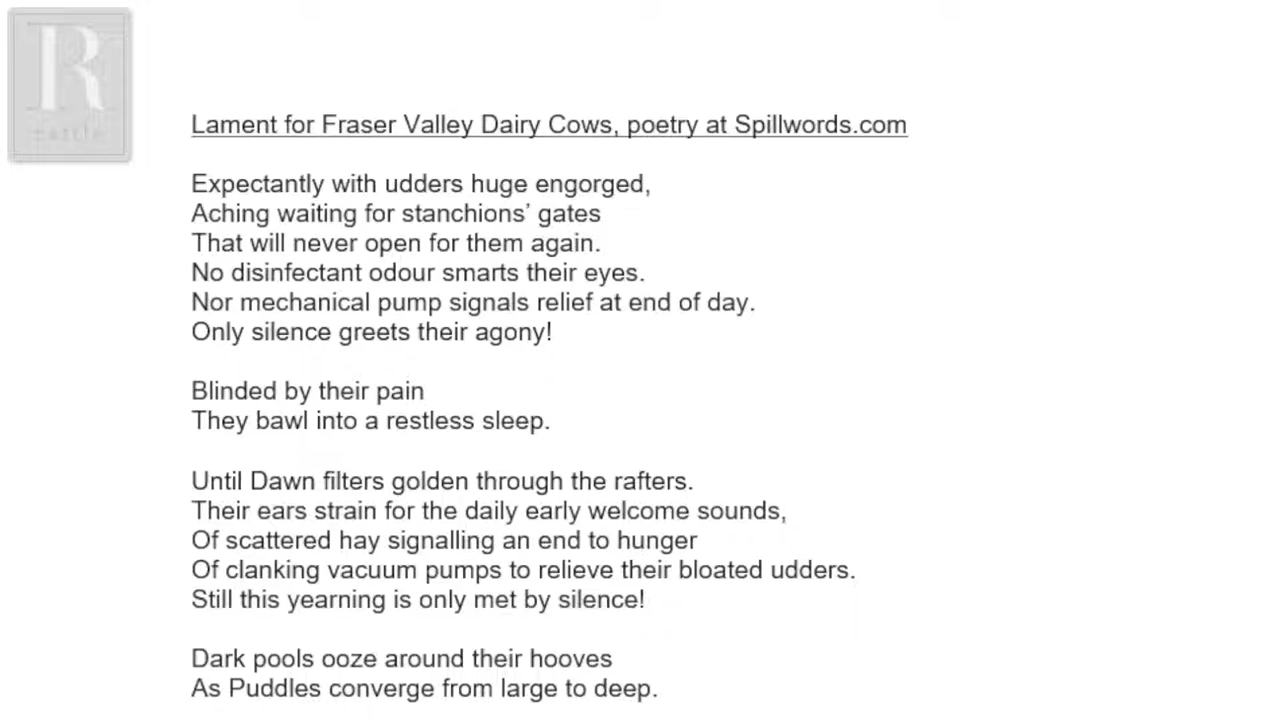 R
rattle
Lament for Fraser Valley Dairy Cows, poetry at Spillwords.com
Expectantly with udders huge engorged,
Aching waiting for stanchions’ gates
That will never open for them again.
No disinfectant odour smarts their eyes.
Nor mechanical pump signals relief at end of day.
Only silence greets their agony!
Blinded by their pain
They bawl into a restless sleep.
Until Dawn filters golden through the rafters.
Their ears strain for the daily early welcome sounds,
Of scattered hay signalling an end to hunger
Of clanking vacuum pumps to relieve their bloated udders.
Still this yearning is only met by silence!
Dark pools ooze around their hooves
As Puddles converge from large to deep.